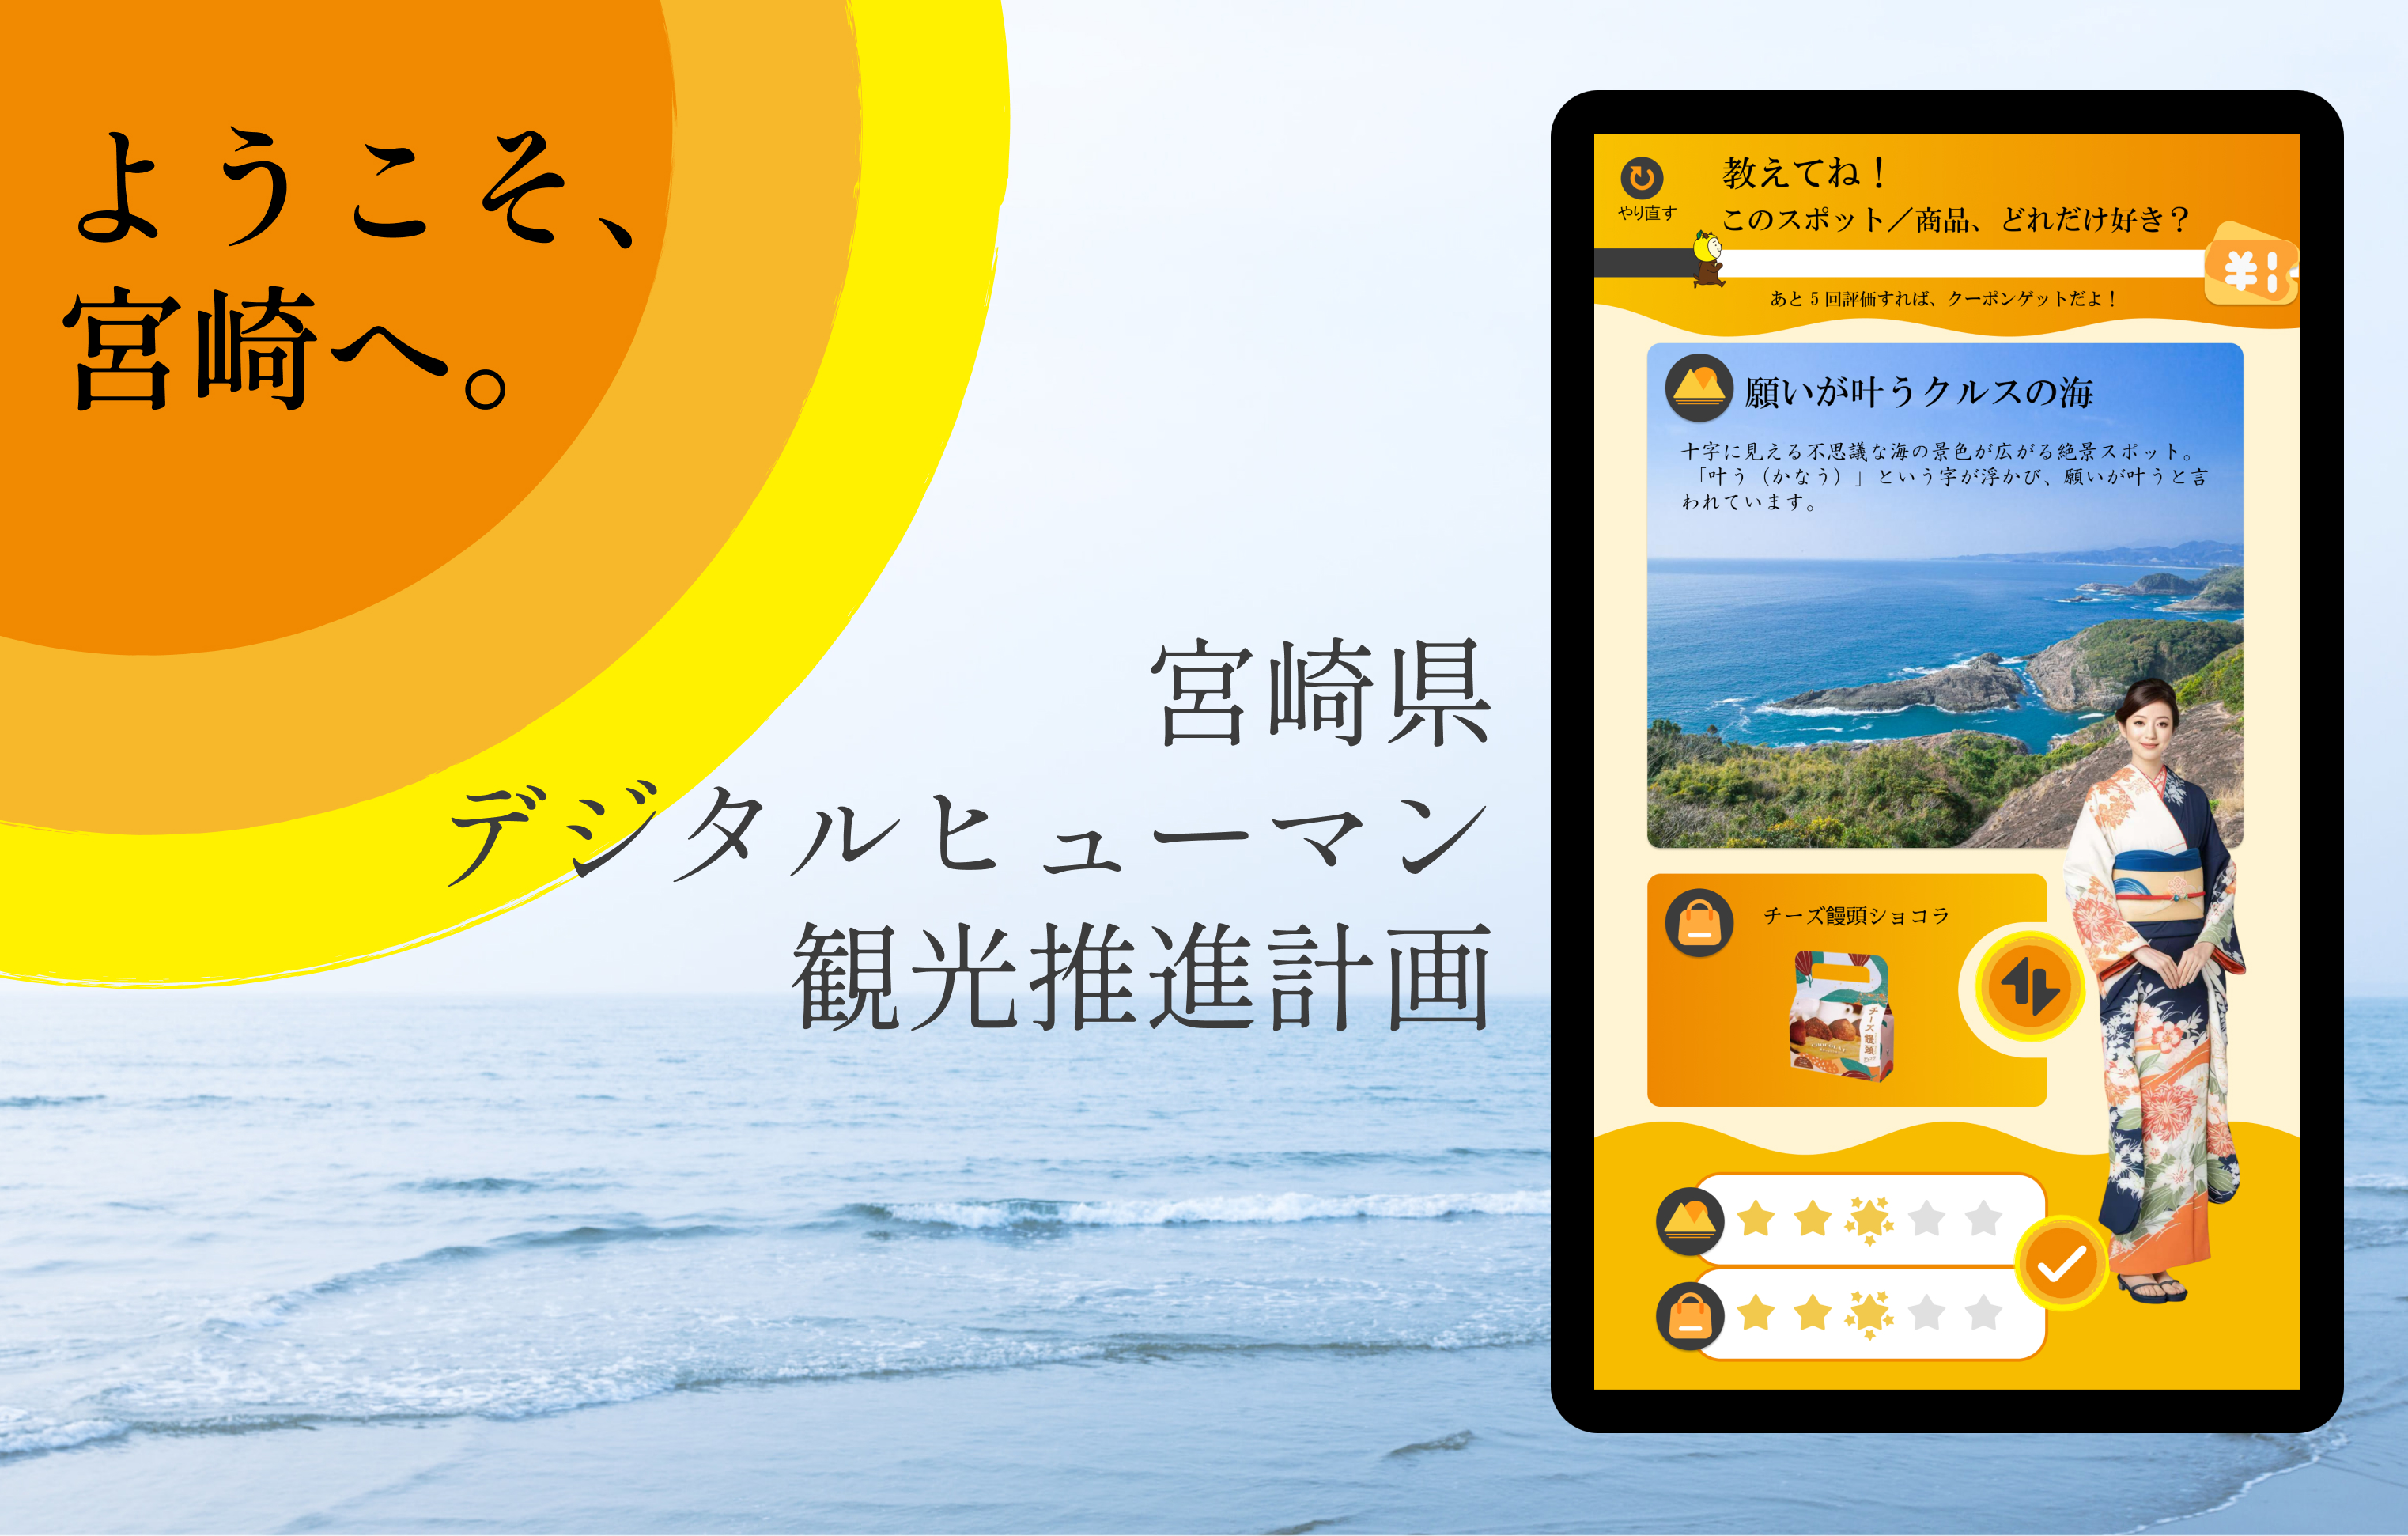 ようこそ、
宮崎へ。
宮崎県
デジタルヒューマン
観光推進計画
教えてね！
やり直す
このスポット／商品、どれだけ好き？
¥
あと5回評価すれば、クーポンゲットだよ！
願いが叶うクルスの海
十字に見える不思議な海の景色が広がる絶景スポット。
「叶う（かなう）」という字が浮かび、願いが叶うと言
われています。
チーズ饅頭ショコラ
チーズ饅頭